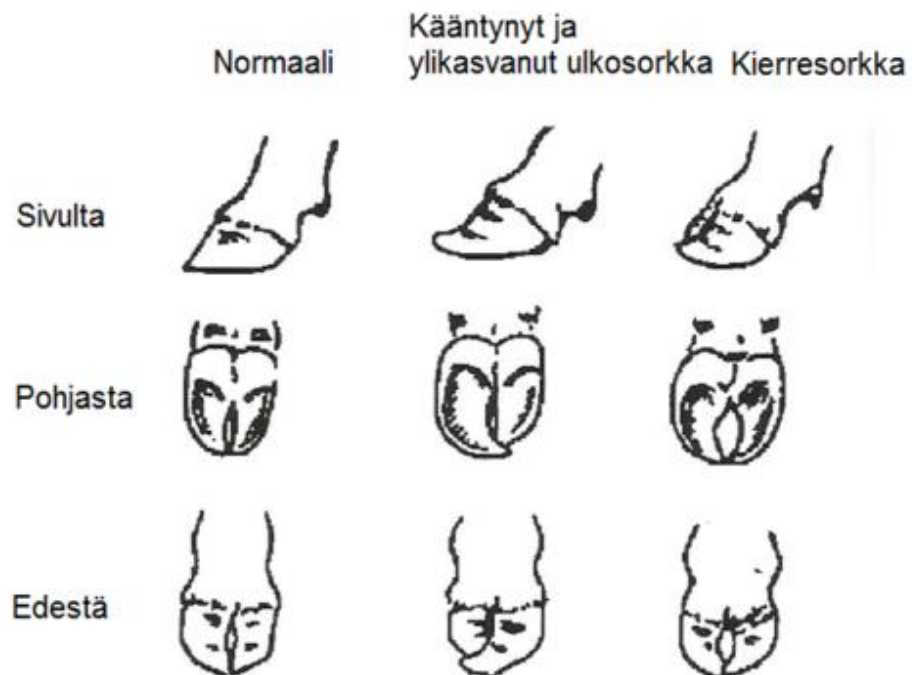 Normaali
Kääntynyt ja
ylikasvanut ulkosorkka
Kierresorkka
Sivulta
Pohjasta
Edestä